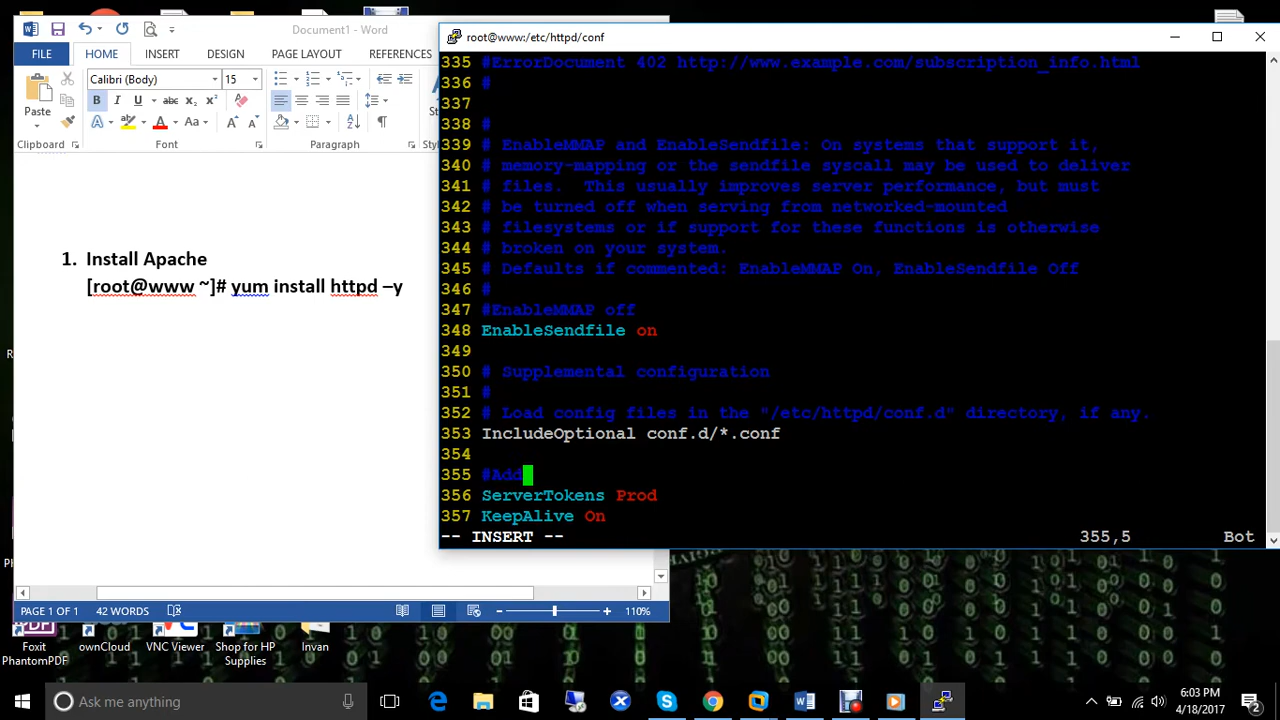 Document1 - Word
FILE HOME INSERT DESIGN PAGE LAYOUT REFERENCES
Calibri (Body) 15
Paste
Clipboard Font Paragraph
1. Install Apache
[root@www ~]# yum install httpd –y
PAGE 1 OF 1 42 WORDS 110%
root@www:/etc/httpd/conf
335 #ErrorDocument 402 http://www.example.com/subscription_info.html
336 #
337
338 #
339 # EnableMMAP and EnableSendfile: On systems that support it,
340 # memory-mapping or the sendfile syscall may be used to deliver
341 # files.  This usually improves server performance, but must
342 # be turned off when serving from networked-mounted
343 # filesystems or if support for these functions is otherwise
344 # broken on your system.
345 # Defaults if commented: EnableMMAP On, EnableSendfile Off
346 #
347 #EnableMMAP off
348 EnableSendfile on
349
350 # Supplemental configuration
351 #
352 # Load config files in the "/etc/httpd/conf.d" directory, if any.
353 IncludeOptional conf.d/*.conf
354
355 #Add
356 ServerTokens Prod
357 KeepAlive On
-- INSERT -- 355,5 Bot
Foxit PhantomPDF
ownCloud
VNC Viewer
Shop for HP Supplies
Invan
Ask me anything
6:03 PM
4/18/2017
2